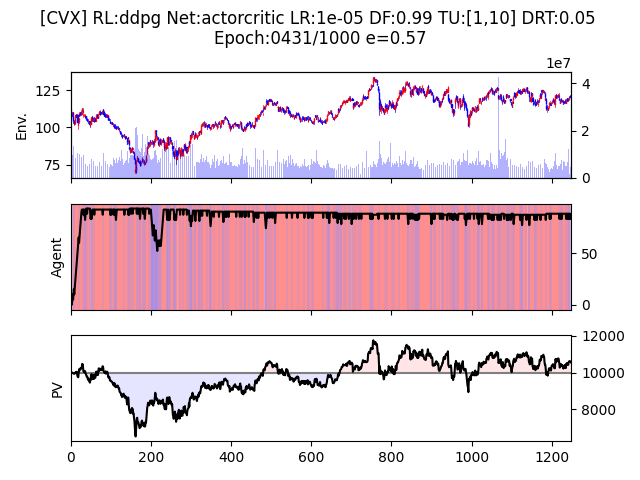 [CVX] RL:ddpg Net:actorcritic LR:1e-05 DF:0.99 TU:[1,10] DRT:0.05
Epoch:0431/1000 e=0.57
1e7
Env.
125
100
75
4
2
0
Agent
50
0
PV
12000
10000
8000
0 200 400 600 800 1000 1200